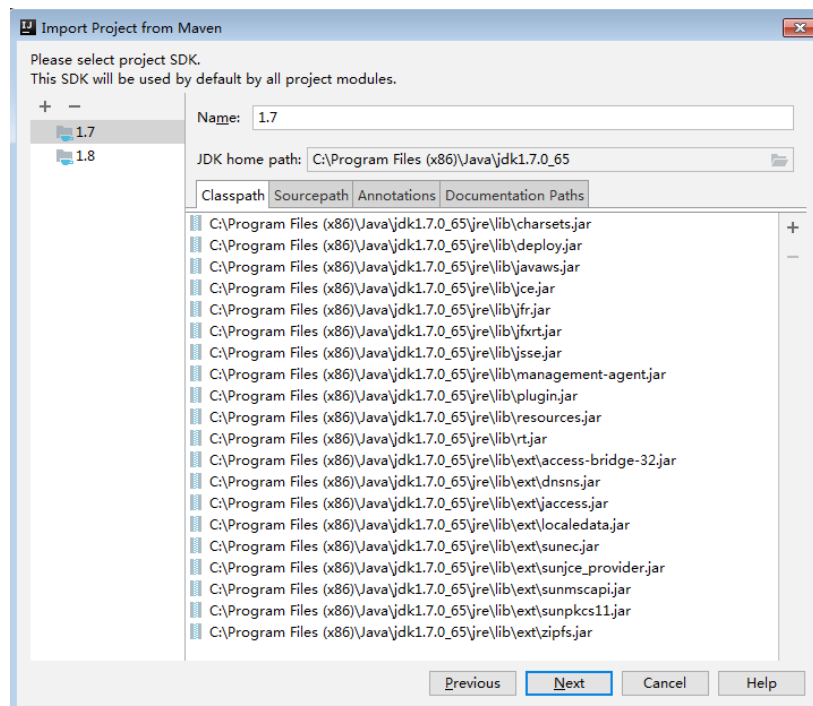 Import Project from Maven
Please select project SDK.
This SDK will be used by default by all project modules.
1.7
1.8
Name: 1.7
JDK home path: C:\Program Files (x86)\Java\jdk1.7.0_65
Classpath Sourcepath Annotations Documentation Paths
C:\Program Files (x86)\Java\jdk1.7.0_65\jre\lib\charsets.jar
C:\Program Files (x86)\Java\jdk1.7.0_65\jre\lib\deploy.jar
C:\Program Files (x86)\Java\jdk1.7.0_65\jre\lib\javaws.jar
C:\Program Files (x86)\Java\jdk1.7.0_65\jre\lib\jce.jar
C:\Program Files (x86)\Java\jdk1.7.0_65\jre\lib\jfr.jar
C:\Program Files (x86)\Java\jdk1.7.0_65\jre\lib\jfxrt.jar
C:\Program Files (x86)\Java\jdk1.7.0_65\jre\lib\jsse.jar
C:\Program Files (x86)\Java\jdk1.7.0_65\jre\lib\management-agent.jar
C:\Program Files (x86)\Java\jdk1.7.0_65\jre\lib\plugin.jar
C:\Program Files (x86)\Java\jdk1.7.0_65\jre\lib\resources.jar
C:\Program Files (x86)\Java\jdk1.7.0_65\jre\lib\rt.jar
C:\Program Files (x86)\Java\jdk1.7.0_65\jre\lib\ext\access-bridge-32.jar
C:\Program Files (x86)\Java\jdk1.7.0_65\jre\lib\ext\dnsns.jar
C:\Program Files (x86)\Java\jdk1.7.0_65\jre\lib\ext\jaccess.jar
C:\Program Files (x86)\Java\jdk1.7.0_65\jre\lib\ext\localedata.jar
C:\Program Files (x86)\Java\jdk1.7.0_65\jre\lib\ext\sunec.jar
C:\Program Files (x86)\Java\jdk1.7.0_65\jre\lib\ext\sunjce_provider.jar
C:\Program Files (x86)\Java\jdk1.7.0_65\jre\lib\ext\sunmscapi.jar
C:\Program Files (x86)\Java\jdk1.7.0_65\jre\lib\ext\sunpkcs11.jar
C:\Program Files (x86)\Java\jdk1.7.0_65\jre\lib\ext\zipfs.jar
Previous Next Cancel Help